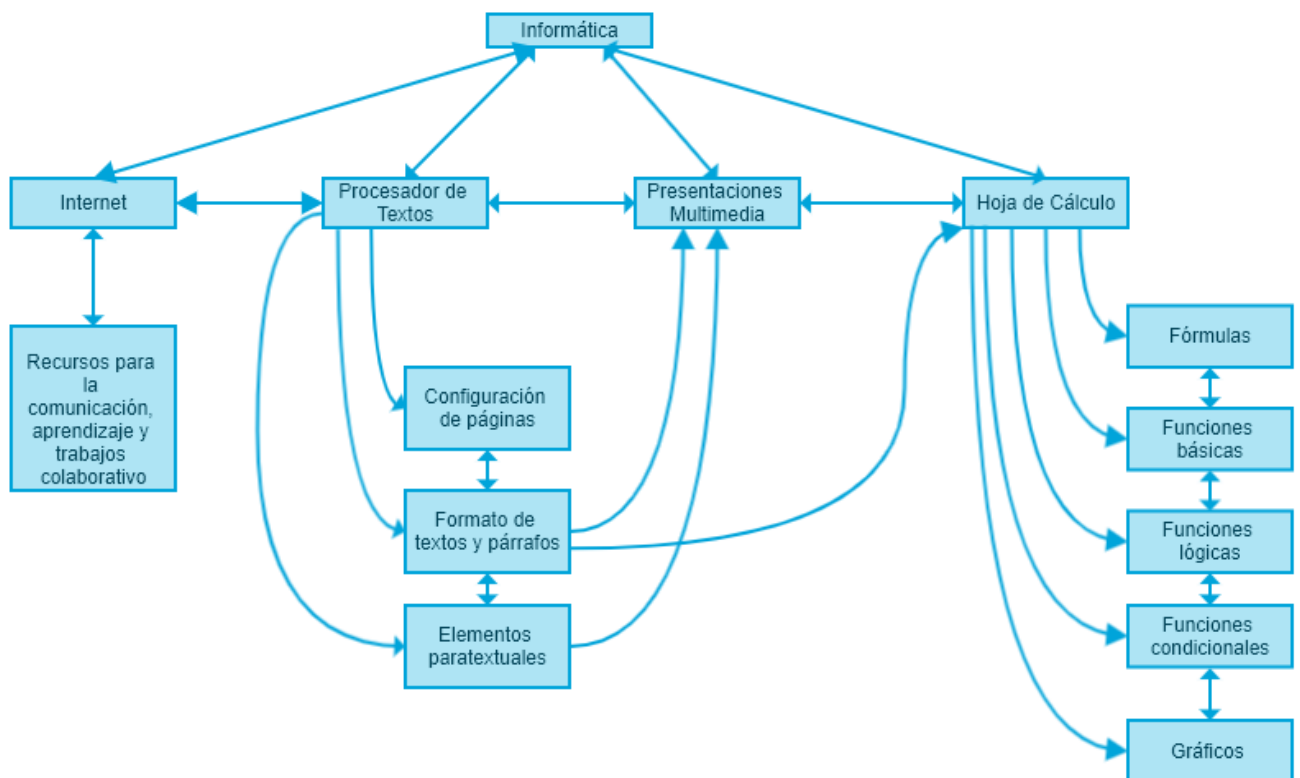 Informática
Internet
Procesador de
Textos
Presentaciones
Multimedia
Hoja de Cálculo
Recursos para
la
comunicación,
aprendizaje y
trabajos
colaborativo
Configuración
de páginas
Formato de
textos y párrafos
Elementos
paratextuales
Fórmulas
Funciones
básicas
Funciones
lógicas
Funciones
condicionales
Gráficos